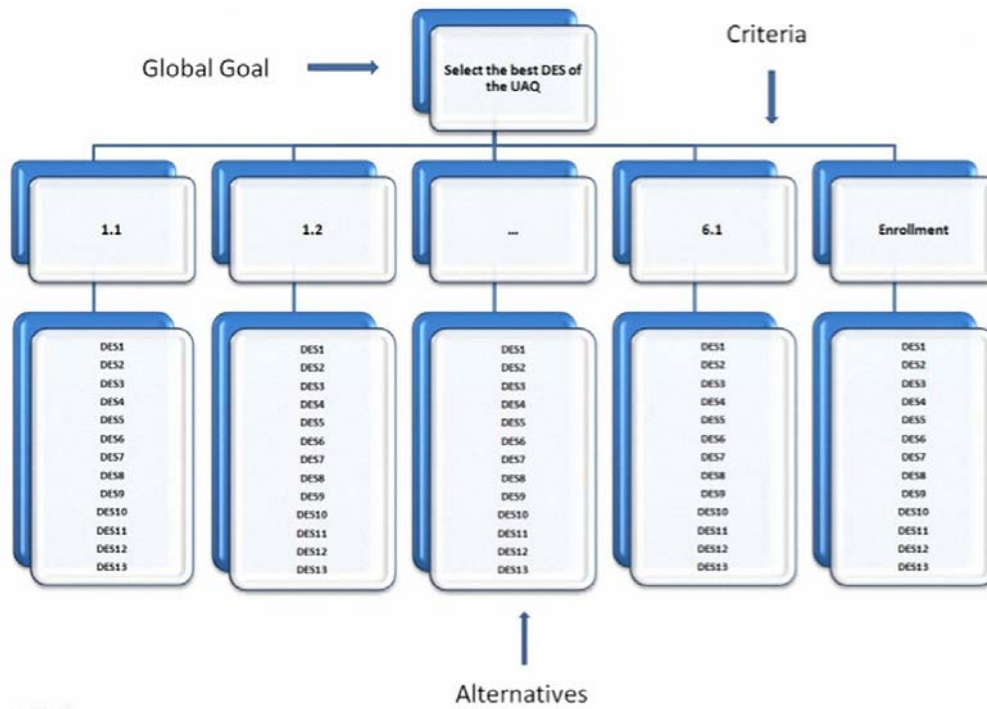 Criteria
Global Goal
Select the best DES of
the UAQ
1.1
1.2
...
6.1
Enrollment
DES1
DES2
DES3
DES4
DES5
DES6
DES7
DES8
DES9
DES10
DES11
DES12
DES13
DES1
DES2
DES3
DES4
DES5
DES6
DES7
DES8
DES9
DES10
DES11
DES12
DES13
DES1
DES2
DES3
DES4
DES5
DES6
DES7
DES8
DES9
DES10
DES11
DES12
DES13
DES1
DES2
DES3
DES4
DES5
DES6
DES7
DES8
DES9
DES10
DES11
DES12
DES13
DES1
DES2
DES3
DES4
DES5
DES6
DES7
DES8
DES9
DES10
DES11
DES12
DES13
Alternatives